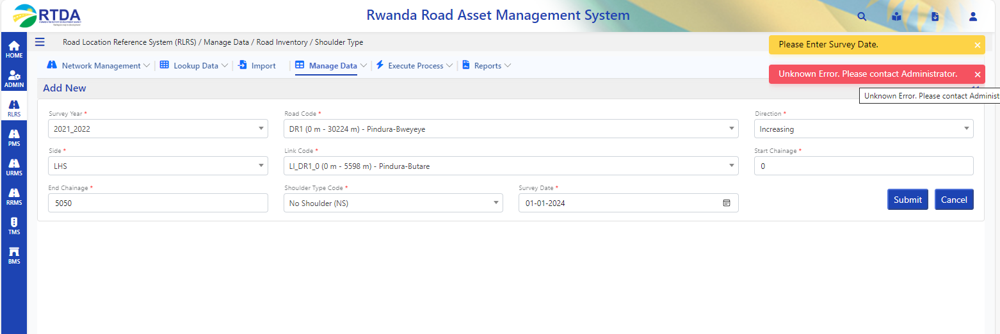 RTDA
Rwanda Road Asset Management System
HOME
ADMIN
RLRS
PMS
URMS
RRMS
TMS
BMS
Road Location Reference System (RLRS) / Manage Data / Road Inventory / Shoulder Type
Please Enter Survey Date. ×
Network Management Lookup Data Import Manage Data Execute Process Reports
Unknown Error. Please contact Administrator. ×
Add New
Unknown Error. Please contact Administ
Survey Year * Road Code * Direction *
2021_2022 DR1 (0 m - 30224 m) - Pindura-Bweyeye Increasing
Side * Link Code * Start Chainage *
LHS LI_DR1_0 (0 m - 5598 m) - Pindura-Butare 0
End Chainage * Shoulder Type Code * Survey Date *
5050 No Shoulder (NS) 01-01-2024 Submit Cancel